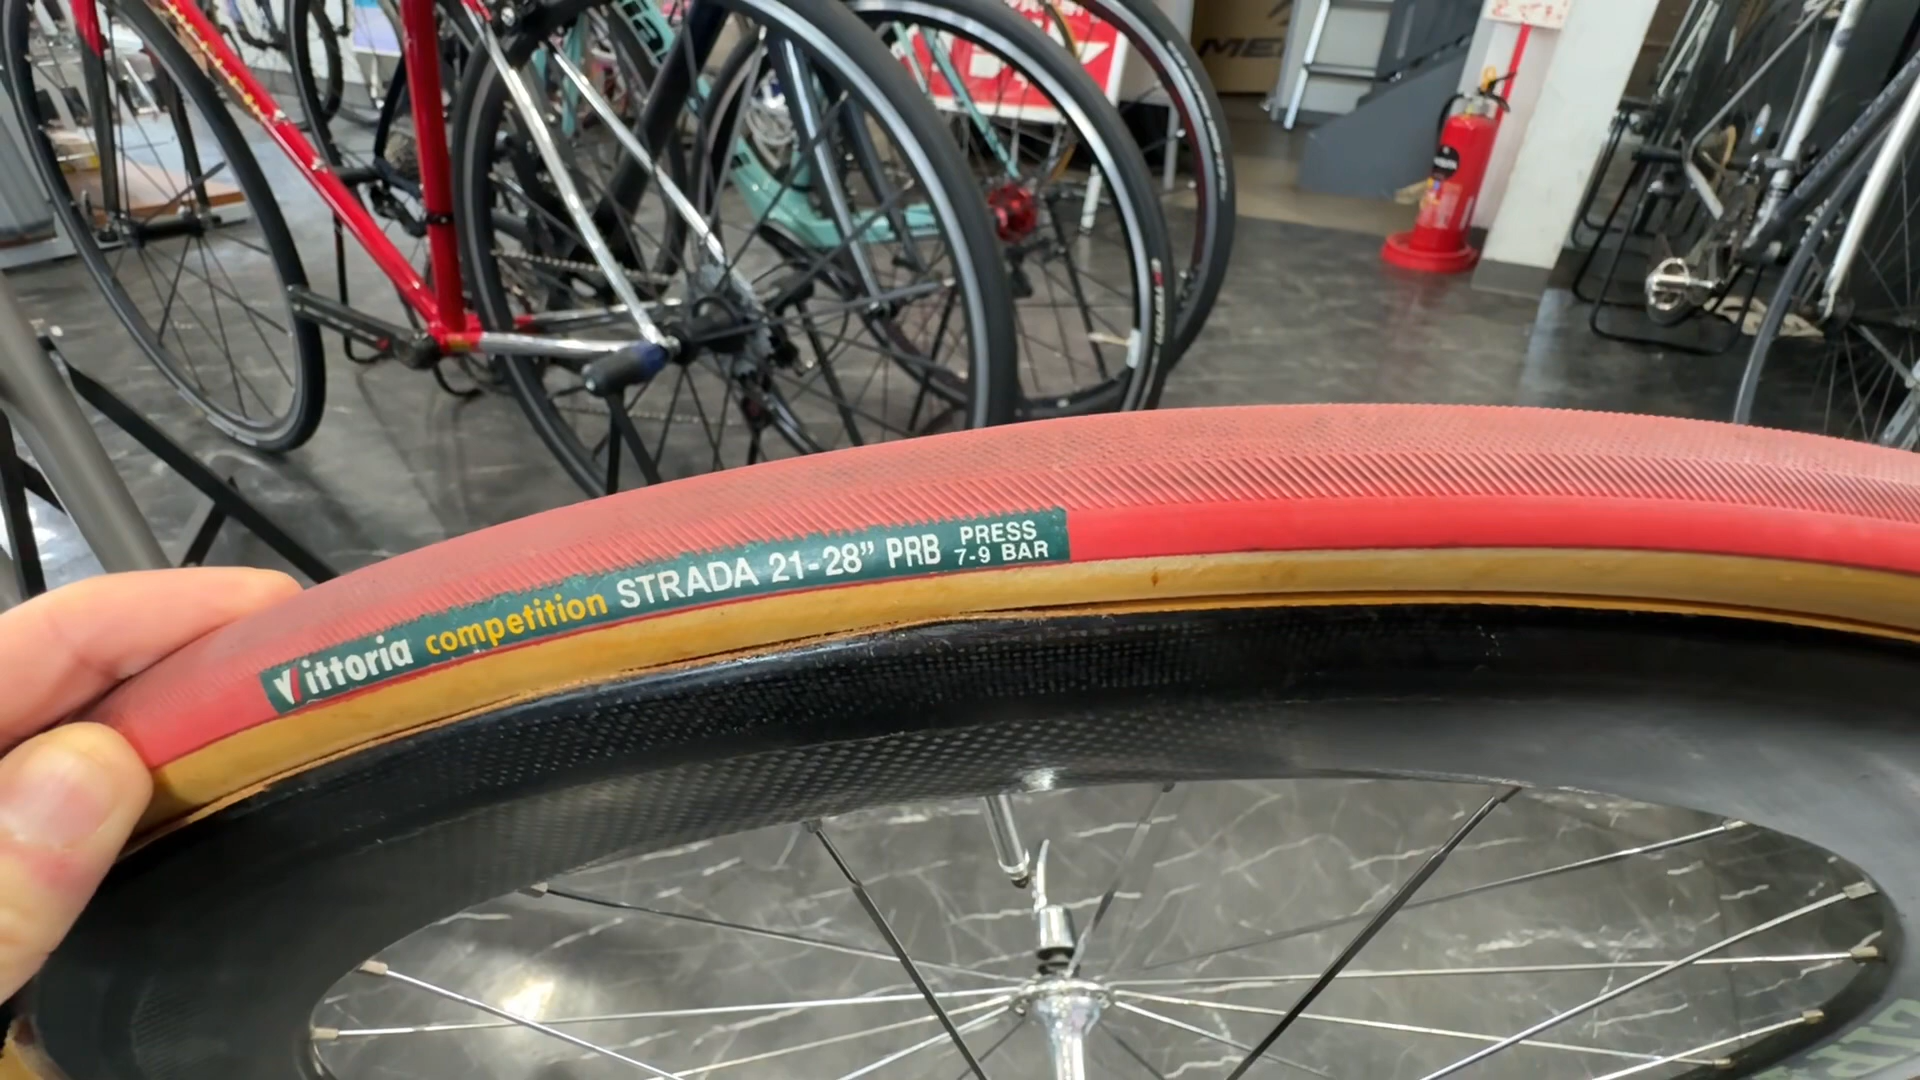 Vittoria competition STRADA 21-28” PRB PRESS
7-9 BAR